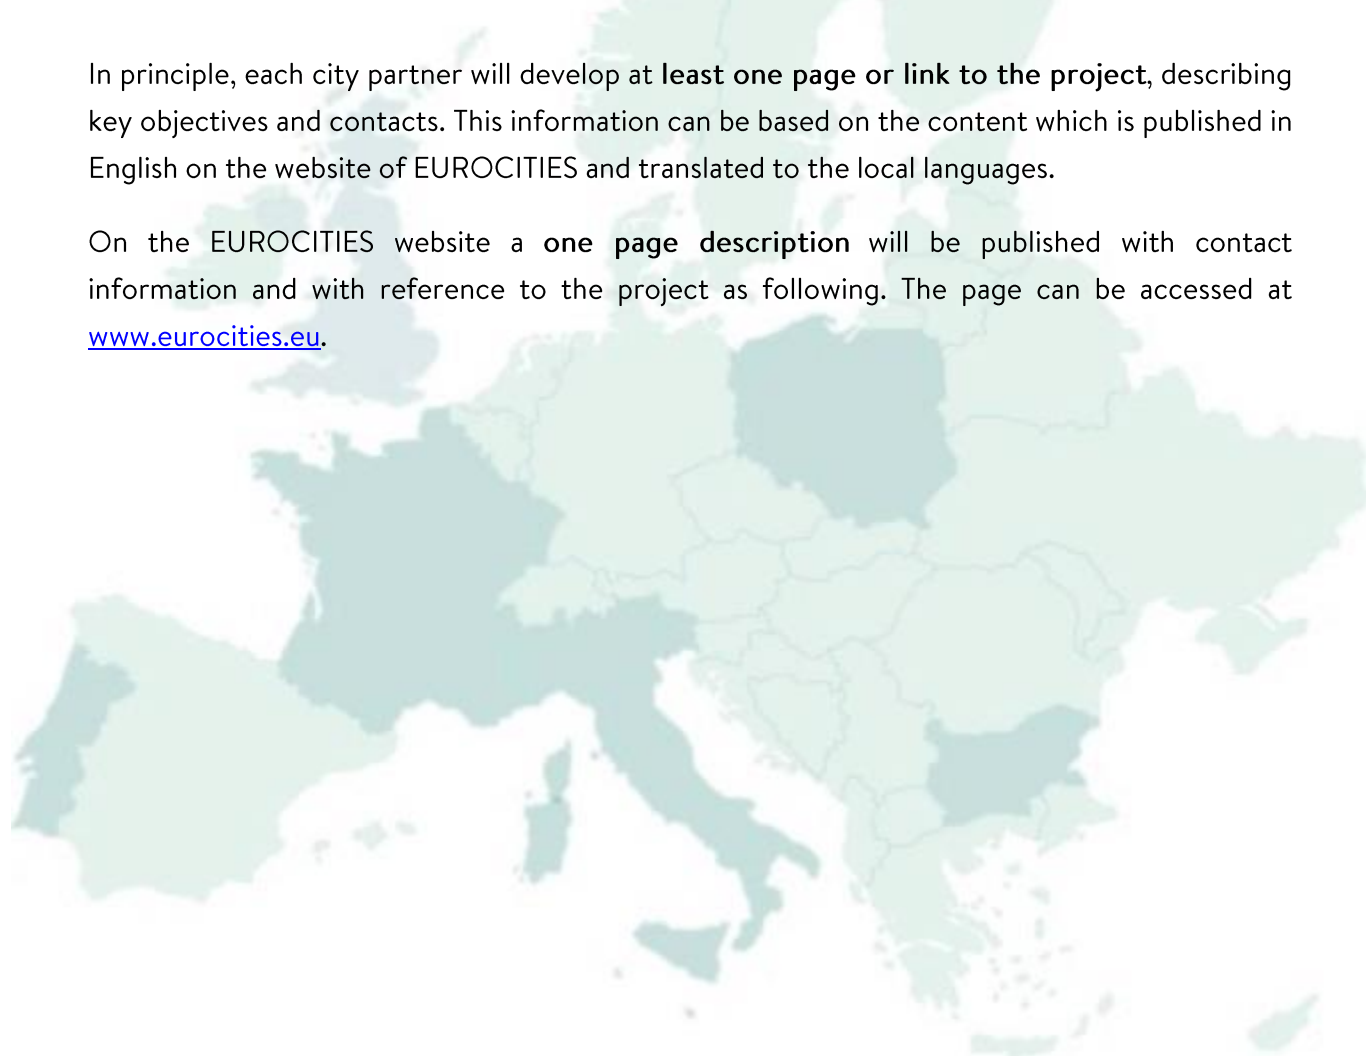 In principle, each city partner will develop at least one page or link to the project, describing
key objectives and contacts. This information can be based on the content which is published in
English on the website of EUROCITIES and translated to the local languages.
On the EUROCITIES website a one page description will be published with contact
information and with reference to the project as following. The page can be accessed at
www.eurocities.eu.